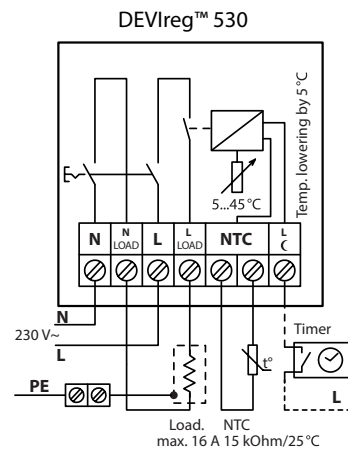 DEVIreg™ 530
Temp. lowering by 5 °C
5...45 °C
N
N LOAD
L
L LOAD
NTC
L
☾
N
230 V~
L
PE
t°
Timer
L
Load. NTC
max. 16 A 15 kOhm/25 °C